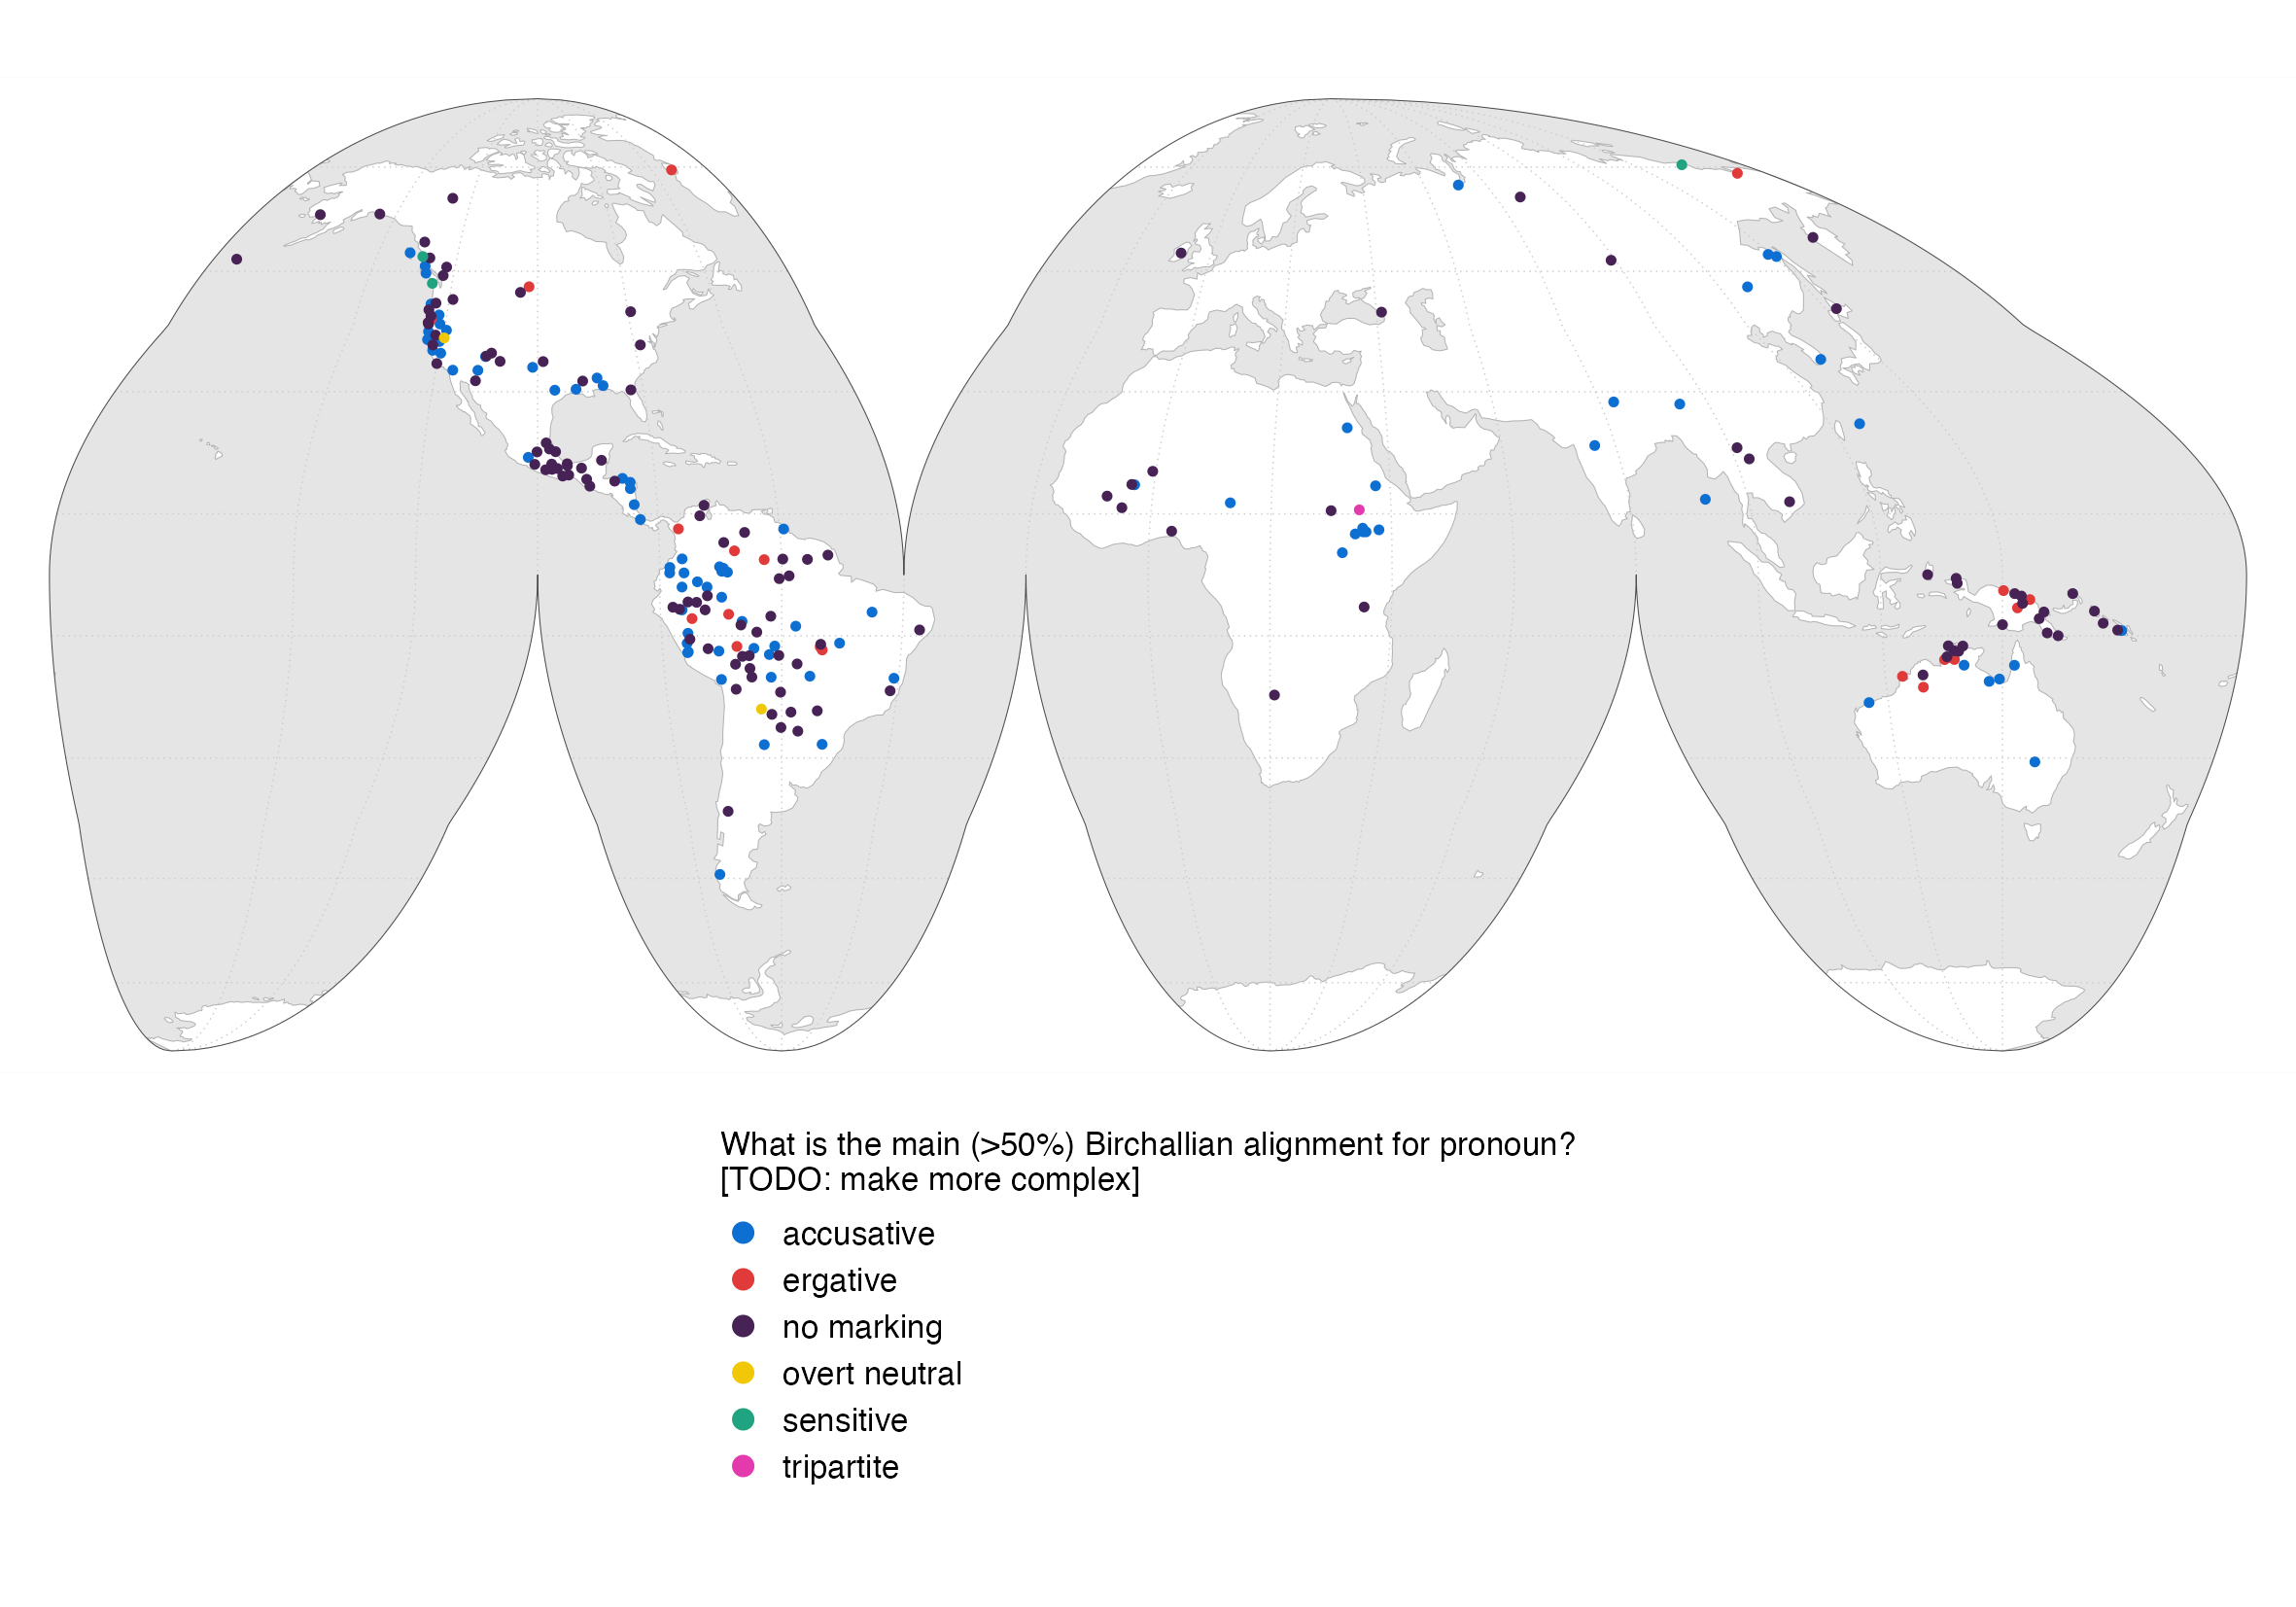 What is the main (>50%) Birchallian alignment for pronoun?
[TODO: make more complex]
accusative
ergative
no marking
overt neutral
sensitive
tripartite